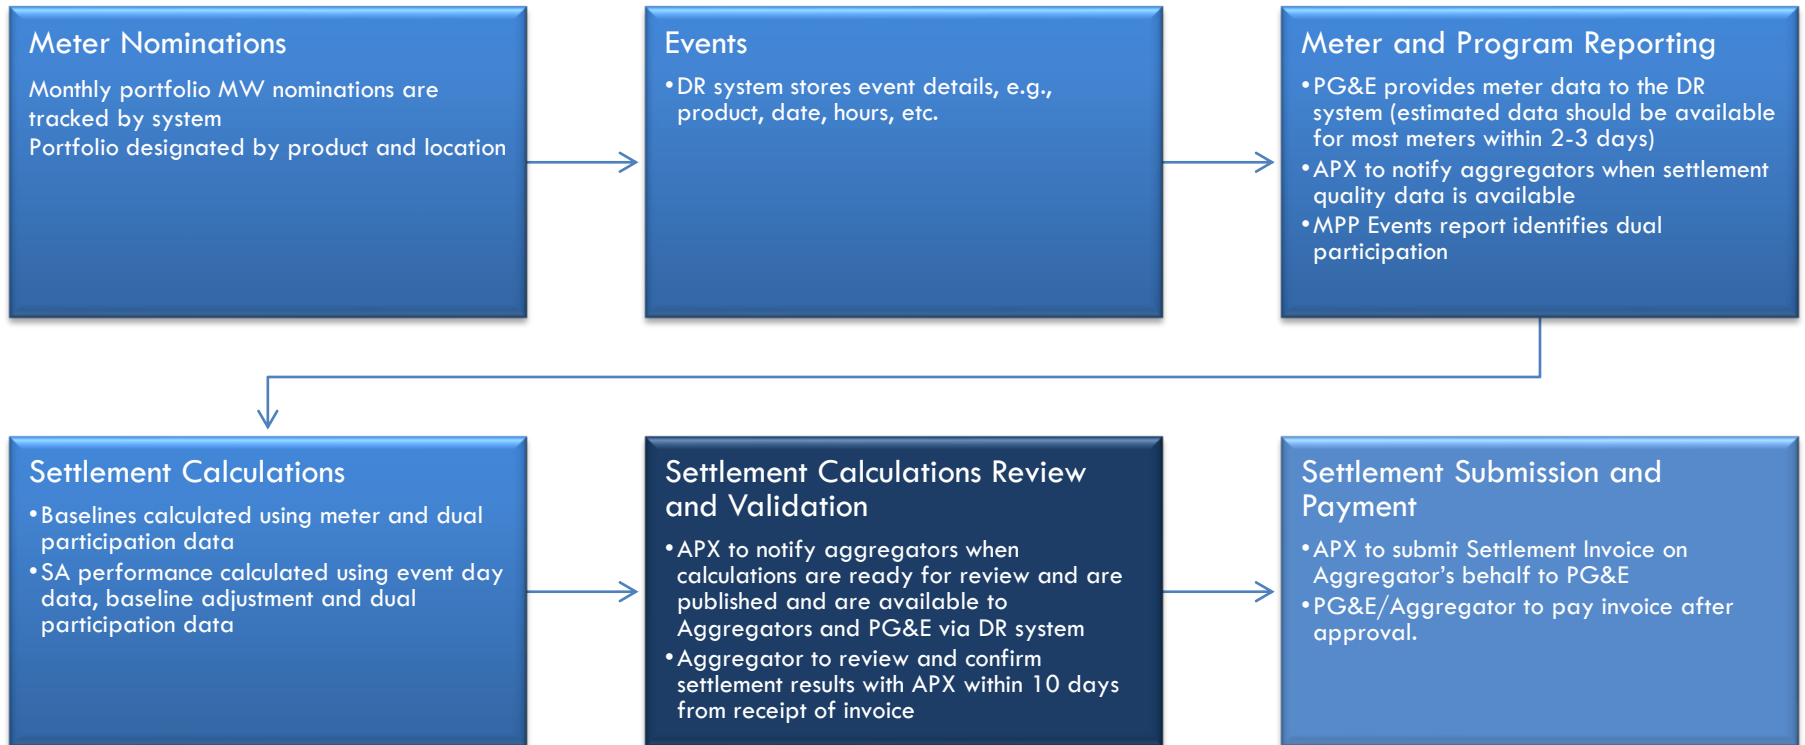 Meter Nominations
Monthly portfolio MW nominations are
tracked by system
Portfolio designated by product and location
Events
•DR system stores event details, e.g.,
product, date, hours, etc.
Meter and Program Reporting
•PG&E provides meter data to the DR
system (estimated data should be available
for most meters within 2-3 days)
•APX to notify aggregators when settlement
quality data is available
•MPP Events report identifies dual
participation
Settlement Calculations
•Baselines calculated using meter and dual
participation data
•SA performance calculated using event day
data, baseline adjustment and dual
participation data
Settlement Calculations Review
and Validation
•APX to notify aggregators when
calculations are ready for review and are
published and are available to
Aggregators and PG&E via DR system
•Aggregator to review and confirm
settlement results with APX within 10 days
from receipt of invoice
Settlement Submission and
Payment
•APX to submit Settlement Invoice on
Aggregator’s behalf to PG&E
•PG&E/Aggregator to pay invoice after
approval.